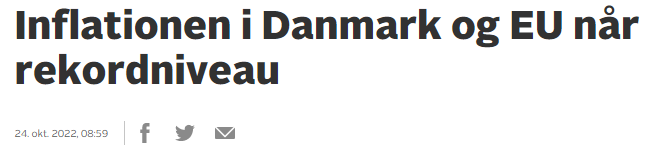 Inflationen i Danmark og EU når
rekordniveau
24. okt. 2022, 08:59